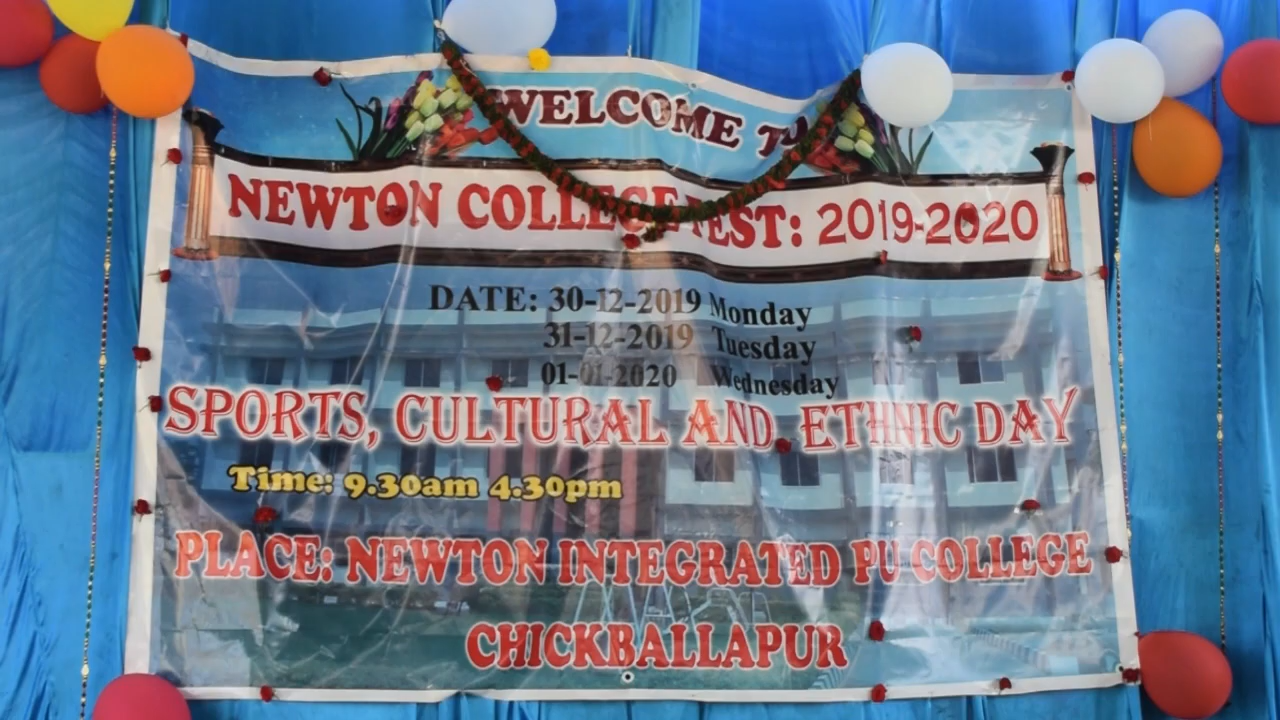 WELCOME TO
NEWTON COLLEGE FEST: 2019-2020
DATE: 30-12-2019 Monday
31-12-2019 Tuesday
01-01-2020 Wednesday
SPORTS, CULTURAL AND ETHNIC DAY
Time: 9.30am 4.30pm
PLACE: NEWTON INTEGRATED PU COLLEGE
CHICKBALLAPUR